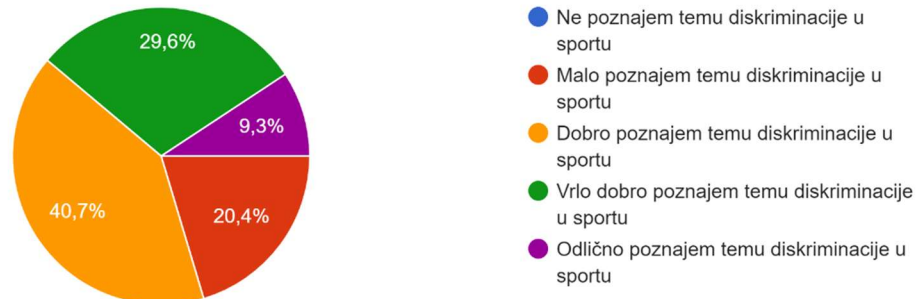 29,6%
9,3%
40,7%
20,4%
Ne poznajem temu diskriminacije u
sportu
Malo poznajem temu diskriminacije u
sportu
Dobro poznajem temu diskriminacije u
sportu
Vrlo dobro poznajem temu diskriminacije
u sportu
Odlično poznajem temu diskriminacije u
sportu